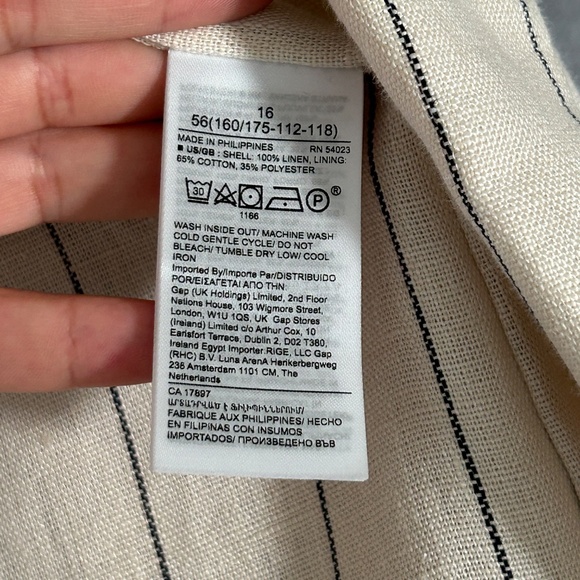 16
56(160/175-112-118)
MADE IN PHILIPPINES RN 54023
■ US/GB : SHELL: 100% LINEN, LINING:
65% COTTON, 35% POLYESTER
30 P ®
1166
WASH INSIDE OUT/ MACHINE WASH
COLD GENTLE CYCLE/ DO NOT
BLEACH/ TUMBLE DRY LOW/ COOL
IRON
Imported By/Importe Par/DISTRIBUIDO
POR/ΕΙΣΑΓΕΤΑΙ ΑΠΟ ΤΗΝ:
Gap (UK Holdings) Limited, 2nd Floor
Nations House, 103 Wigmore Street,
London, W1U 1QS, UK Gap Stores
(Ireland) Limited c/o Arthur Cox, 10
Earlsfort Terrace, Dublin 2, D02 T380,
Ireland Egypt Importer:RIGE, LLC Gap
(RHC) B.V. Luna ArenA Herikerbergweg
238 Amsterdam 1101 CM, The
Netherlands
CA 17897
ԱՐՏԱԴՐՎԱԾ Է ՖԻԼԻՊԻՆՆԵՐՈՒՄ/
FABRIQUE AUX PHILIPPINES/ HECHO
EN FILIPINAS CON INSUMOS
IMPORTADOS/ ПРОИЗВЕДЕНО ВЪВ